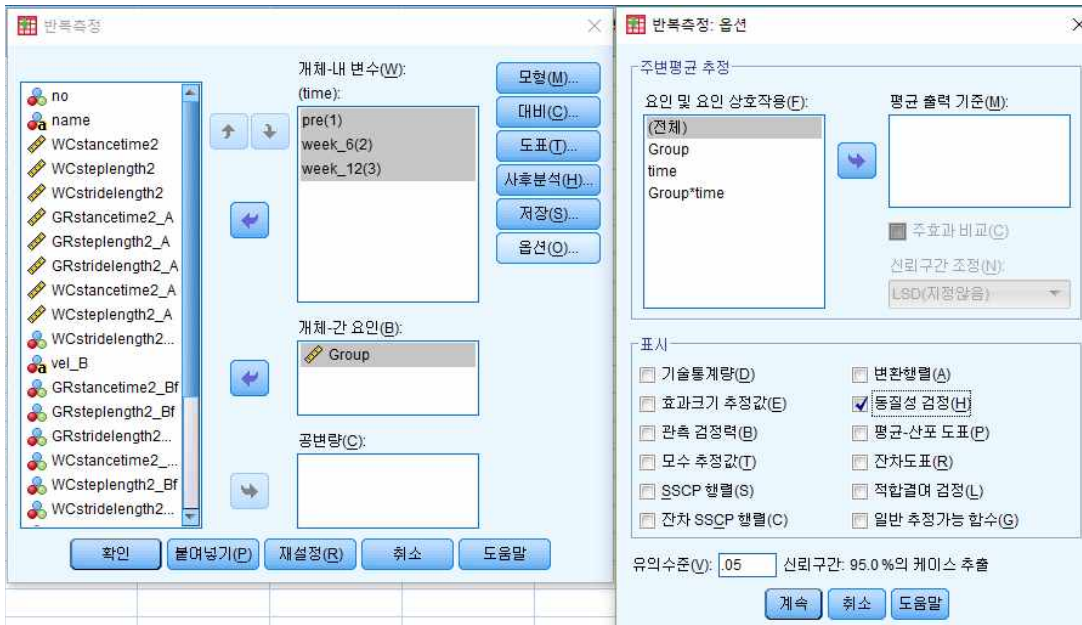 반복측정
no
name
WCstancetime2
WCsteplength2
WCstridelength2
GRstancetime2_A
GRsteplength2_A
GRstridelength2_A
WCstancetime2_A
WCsteplength2_A
WCstridelength2...
vel_B
GRstancetime2_Bf
GRsteplength2_Bf
GRstridelength2...
WCstancetime2_...
WCsteplength2_Bf
WCstridelength2...
개체-내 변수(W):
(time):
pre(1)
week_6(2)
week_12(3)
개체-간 요인(B):
Group
공변량(C):
모형(M)...
대비(C)...
도표(T)...
사후분석(H)...
저장(S)...
옵션(O)...
확인 붙여넣기(P) 재설정(R) 취소 도움말
반복측정: 옵션
주변평균 추정
요인 및 요인 상호작용(F):
(전체)
Group
time
Group*time
평균 출력 기준(M):
주효과 비교(C)
신뢰구간 조정(N):
LSD(지정않음)
표시
기술통계량(D) 변환행렬(A)
효과크기 추정값(E) 동질성 검정(H)
관측 검정력(B) 평균-산포 도표(P)
모수 추정값(T) 잔차도표(R)
SSCP 행렬(S) 적합결여 검정(L)
잔차 SSCP 행렬(C) 일반 추정가능 함수(G)
유의수준(V): .05 신뢰구간: 95.0 %의 케이스 추출
계속 취소 도움말